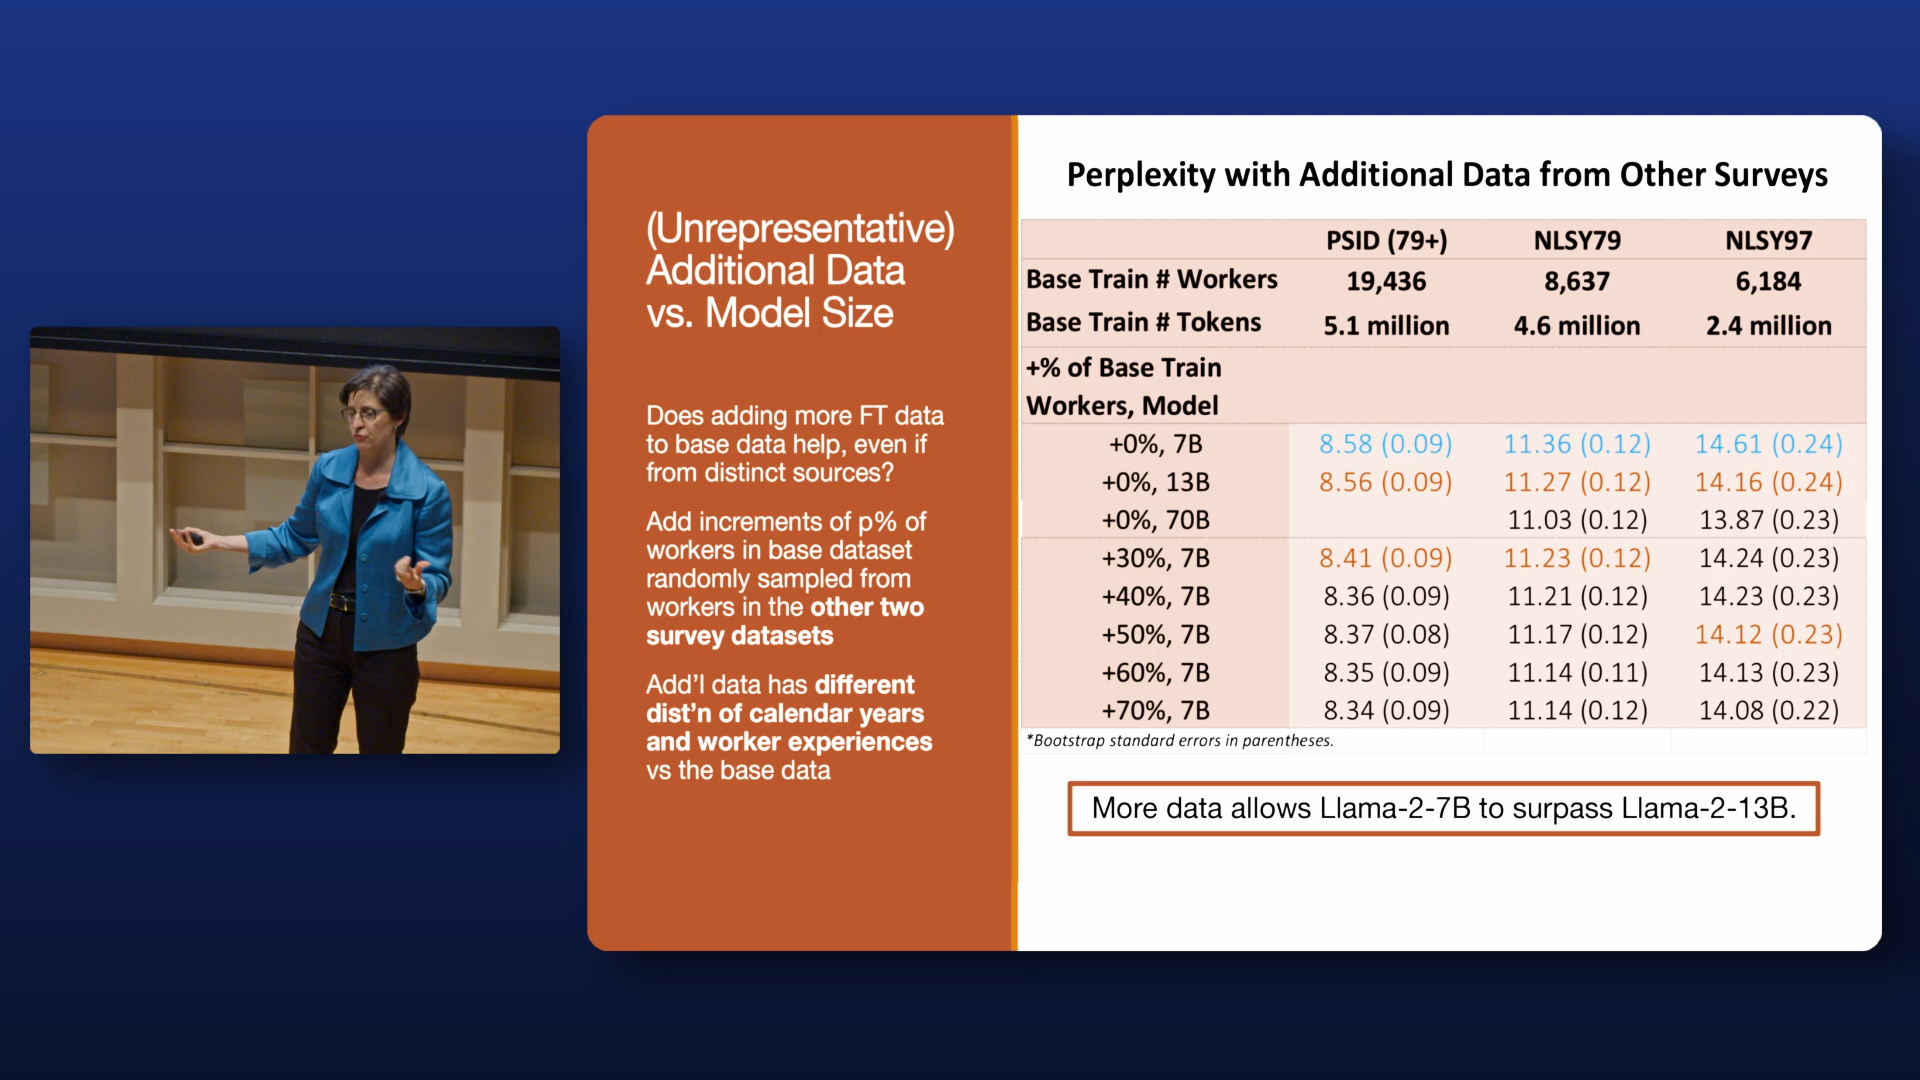 (Unrepresentative)
Additional Data
vs. Model Size
Does adding more FT data
to base data help, even if
from distinct sources?
Add increments of p% of
workers in base dataset
randomly sampled from
workers in the other two
survey datasets
Add'l data has different
dist'n of calendar years
and worker experiences
vs the base data
Perplexity with Additional Data from Other Surveys
PSID (79+) NLSY79 NLSY97
Base Train # Workers 19,436 8,637 6,184
Base Train # Tokens 5.1 million 4.6 million 2.4 million
+% of Base Train
Workers, Model
+0%, 7B 8.58 (0.09) 11.36 (0.12) 14.61 (0.24)
+0%, 13B 8.56 (0.09) 11.27 (0.12) 14.16 (0.24)
+0%, 70B 11.03 (0.12) 13.87 (0.23)
+30%, 7B 8.41 (0.09) 11.23 (0.12) 14.24 (0.23)
+40%, 7B 8.36 (0.09) 11.21 (0.12) 14.23 (0.23)
+50%, 7B 8.37 (0.08) 11.17 (0.12) 14.12 (0.23)
+60%, 7B 8.35 (0.09) 11.14 (0.11) 14.13 (0.23)
+70%, 7B 8.34 (0.09) 11.14 (0.12) 14.08 (0.22)
*Bootstrap standard errors in parentheses.
More data allows Llama-2-7B to surpass Llama-2-13B.